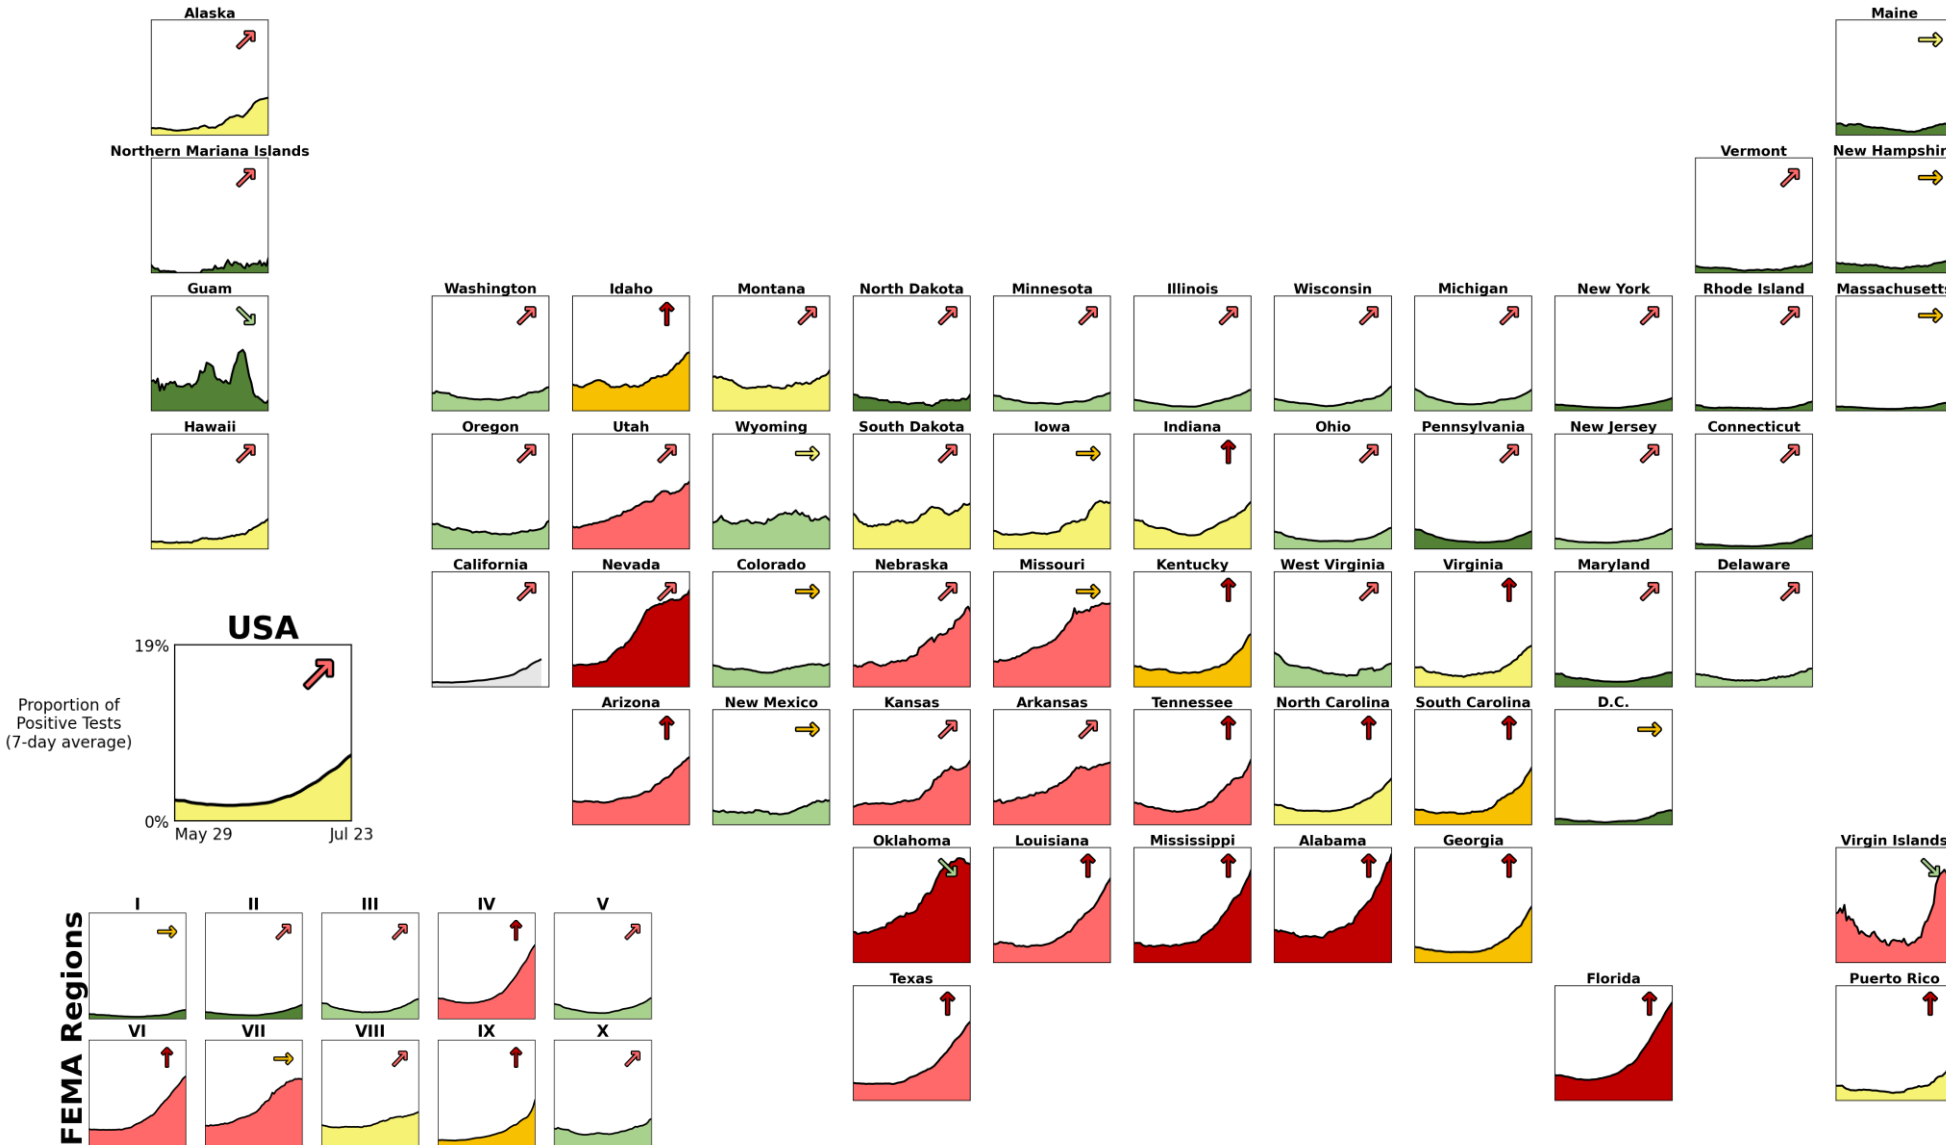 Alaska
Maine
Northern Mariana Islands
Vermont
New Hampshir
Guam
Washington
Idaho
Montana
North Dakota
Minnesota
Illinois
Wisconsin
Michigan
New York
Rhode Island
Massachusetts
Hawaii
Oregon
Utah
Wyoming
South Dakota
Iowa
Indiana
Ohio
Pennsylvania
New Jersey
Connecticut
California
Nevada
Colorado
Nebraska
Missouri
Kentucky
West Virginia
Virginia
Maryland
Delaware
USA
19%
Proportion of
Positive Tests
(7-day average)
0%
May 29
Jul 23
Arizona
New Mexico
Kansas
Arkansas
Tennessee
North Carolina
South Carolina
D.C.
Oklahoma
Louisiana
Mississippi
Alabama
Georgia
Virgin Islands
Texas
Florida
Puerto Rico
FEMA Regions
I
II
III
IV
V
VI
VII
VIII
IX
X